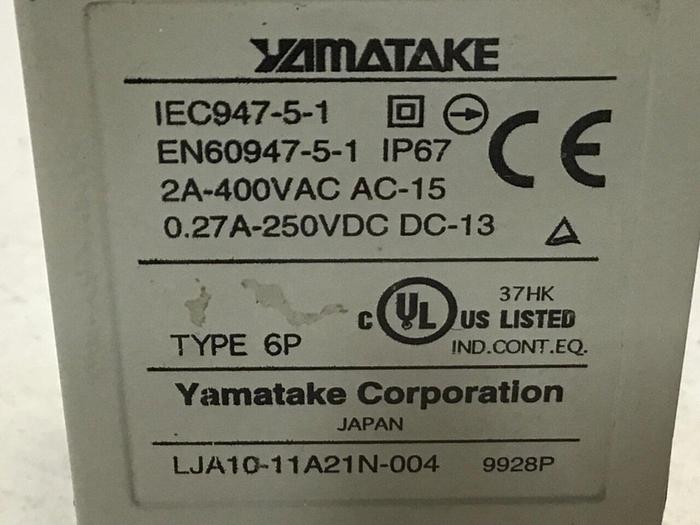 YAMATAKE
IEC947-5-1
EN60947-5-1 IP67
CE
2A-400VAC AC-15
0.27A-250VDC DC-13
37HK
C UL US LISTED
TYPE 6P
IND.CONT.EQ.
Yamatake Corporation
JAPAN
LJA10-11A21N-004 9928P